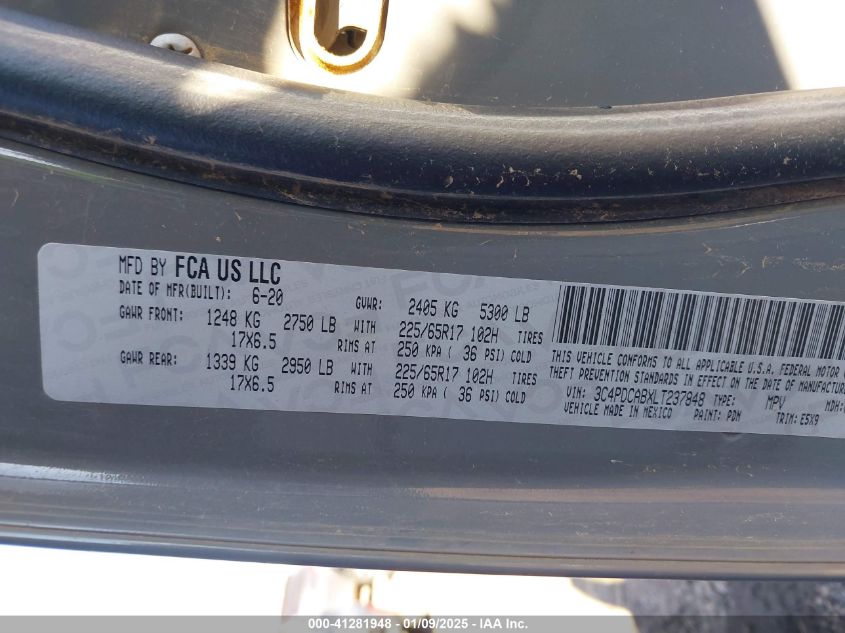 MFD BY FCA US LLC
DATE OF MFR(BUILT): 6-20 GVWR: 2405 KG 5300 LB
GAWR FRONT: 1248 KG 2750 LB WITH 225/65R17 102H TIRES
17X6.5 RIMS AT 250 KPA ( 36 PSI) COLD
GAWR REAR: 1339 KG 2950 LB WITH 225/65R17 102H TIRES
17X6.5 RIMS AT 250 KPA ( 36 PSI) COLD
THIS VEHICLE CONFORMS TO ALL APPLICABLE U.S.A. FEDERAL MOTOR
THEFT PREVENTION STANDARDS IN EFFECT ON THE DATE OF MANUFACTUR
VIN: 3C4PDCABXLT237848 TYPE: MPV MDH:
VEHICLE MADE IN MEXICO PAINT: PDN TRIM: E5X9
000-41281948 - 01/09/2025 - IAA Inc.